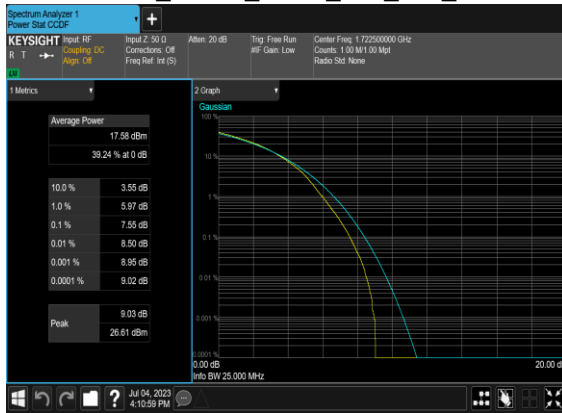 Spectrum Analyzer 1
Power Stat CCDF
KEYSIGHT
R T
LXI
Input: RF
Coupling: DC
Align: Off
Input Z: 50 Ω
Corrections: Off
Freq Ref: Int (S)
Atten: 20 dB
Trig: Free Run
#IF Gain: Low
Center Freq: 1.722500000 GHz
Counts: 1.00 M/1.00 Mpt
Radio Std: None
1 Metrics
Average Power
17.58 dBm
39.24 % at 0 dB
10.0 % 3.55 dB
1.0 % 5.97 dB
0.1 % 7.55 dB
0.01 % 8.50 dB
0.001 % 8.95 dB
0.0001 % 9.02 dB
Peak
9.03 dB
26.61 dBm
2 Graph
Gaussian
100 %
10 %
1 %
0.1 %
0.01 %
0.001 %
0.0001 %
0.00 dB 20.00 d
Info BW 25.000 MHz
?
Jul 04, 2023
4:10:59 PM